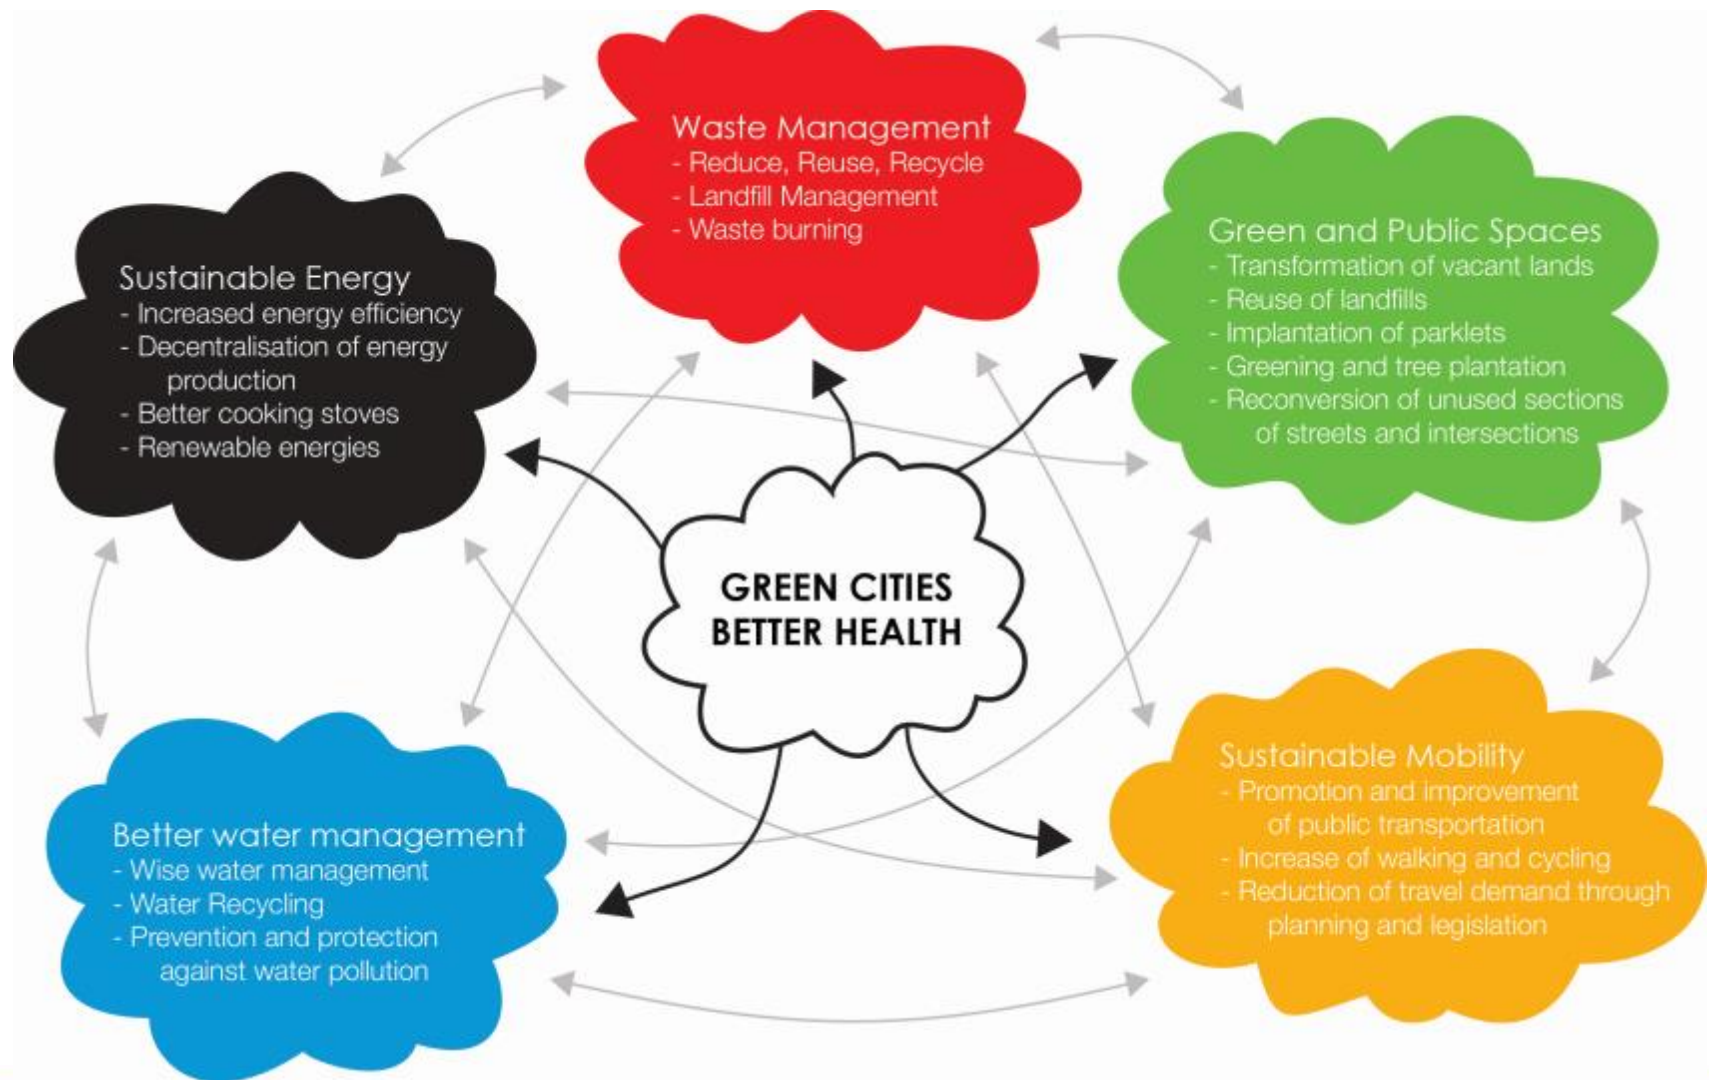 Waste Management
- Reduce, Reuse, Recycle
- Landfill Management
- Waste burning
Green and Public Spaces
- Transformation of vacant lands
- Reuse of landfills
- Implantation of parklets
- Greening and tree plantation
- Reconversion of unused sections
of streets and intersections
Sustainable Energy
- Increased energy efficiency
- Decentralisation of energy
production
- Better cooking stoves
- Renewable energies
GREEN CITIES
BETTER HEALTH
Better water management
- Wise water management
- Water Recycling
- Prevention and protection
against water pollution
Sustainable Mobility
- Promotion and improvement
of public transportation
- Increase of walking and cycling
- Reduction of travel demand through
planning and legislation